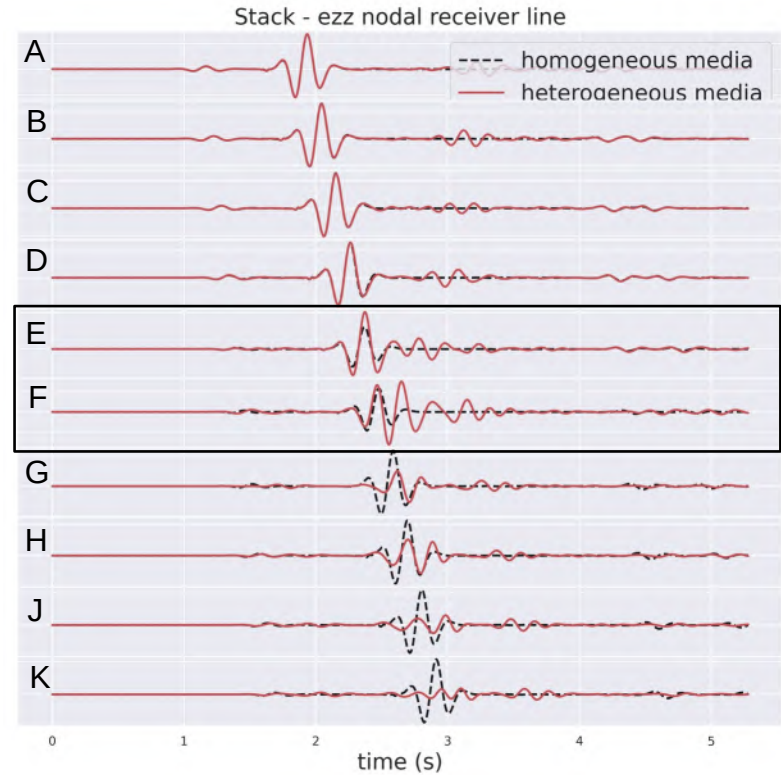 Stack - ezz nodal receiver line
A
homogeneous media
heterogeneous media
B
C
D
E
F
G
H
J
K
0 1 2 3 4 5
time (s)